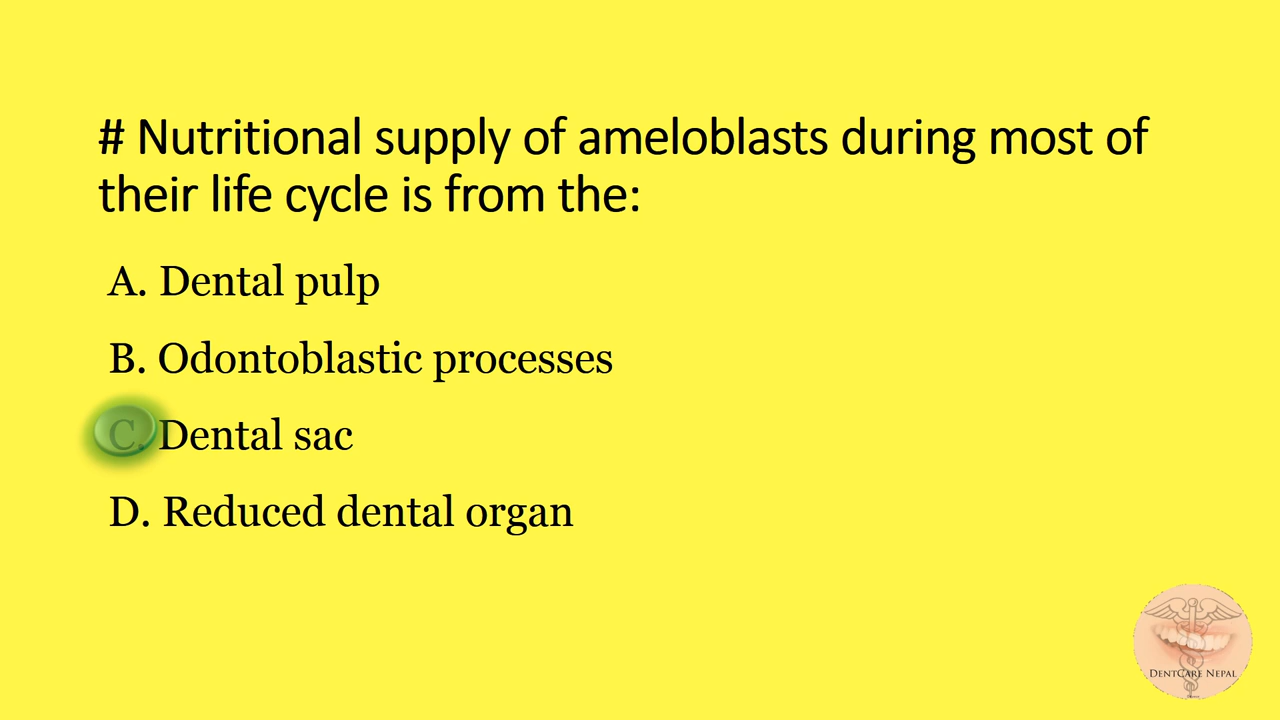 # Nutritional supply of ameloblasts during most of
their life cycle is from the:
A. Dental pulp
B. Odontoblastic processes
C. Dental sac
D. Reduced dental organ
DENTCARE NEPAL